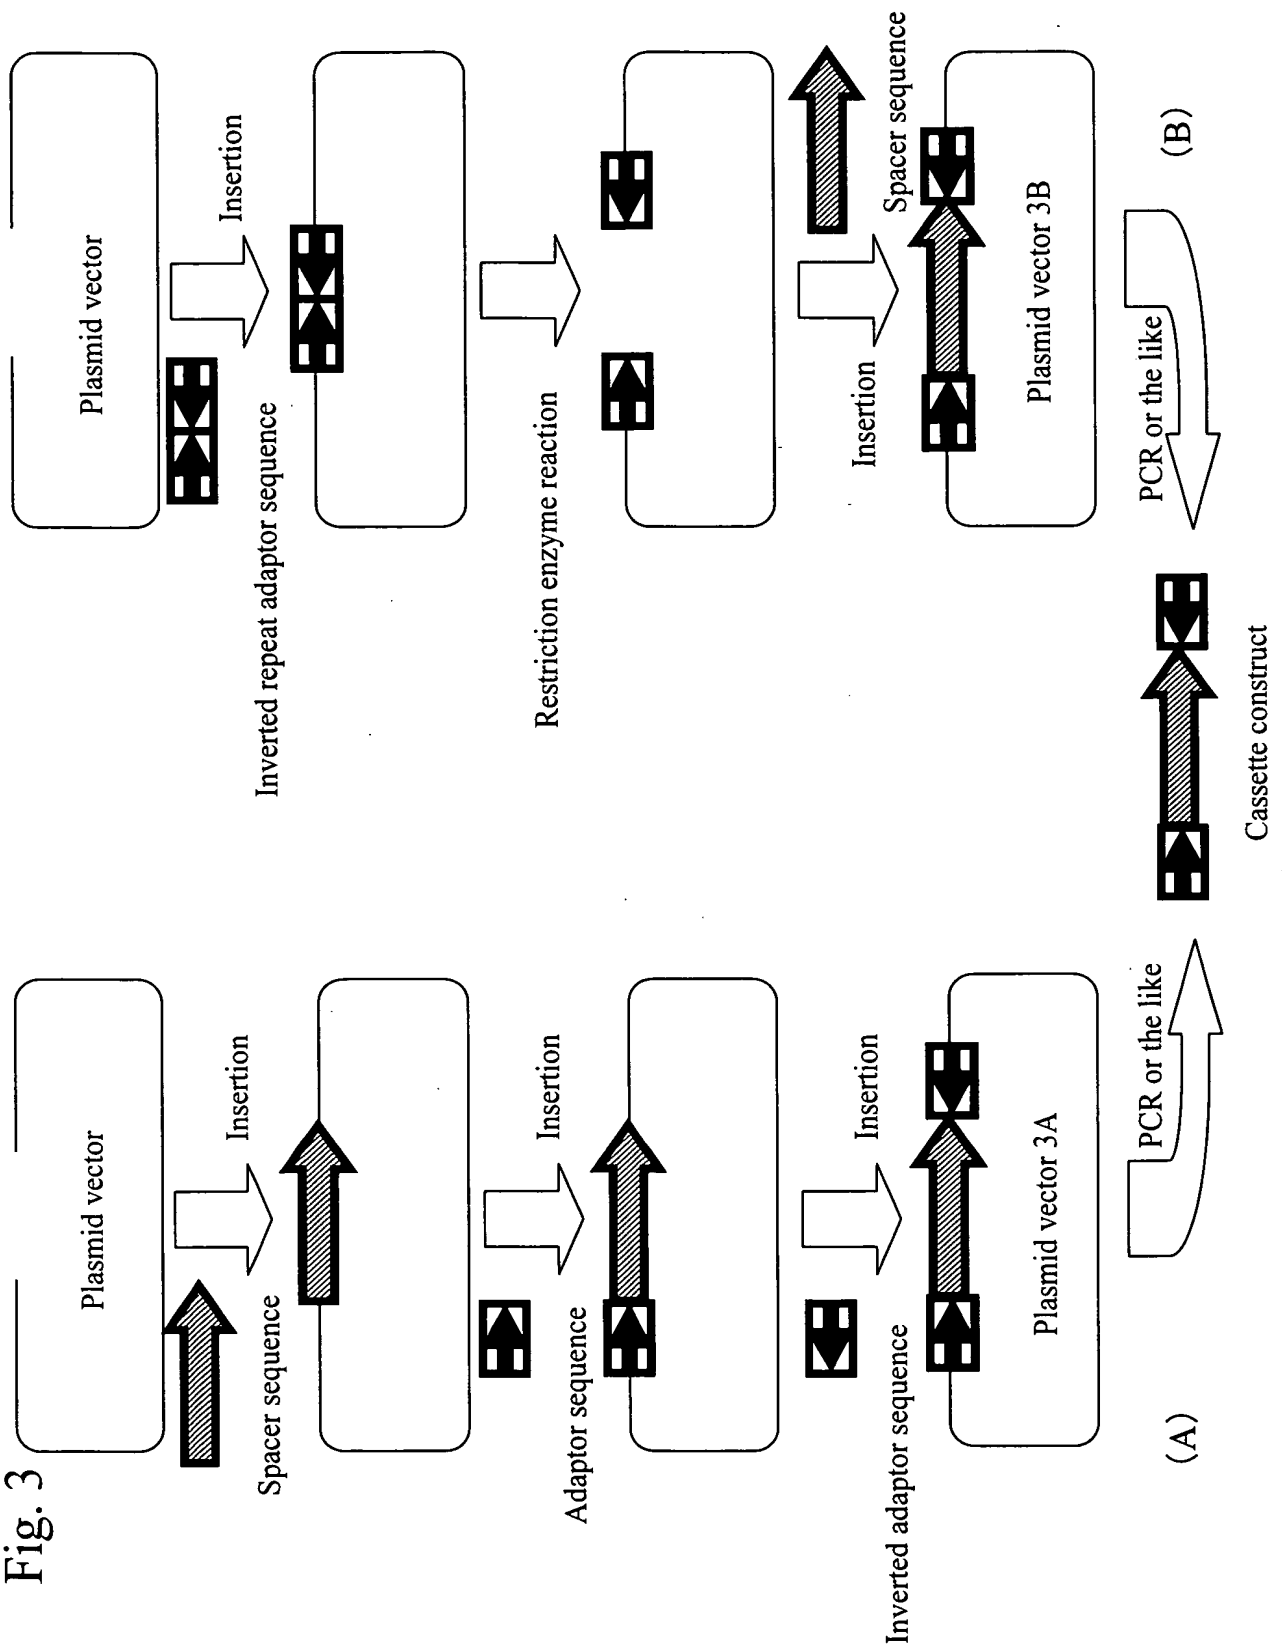 Fig. 3
Plasmid vector
Spacer sequence
Insertion
Adaptor sequence
Insertion
Inverted adaptor sequence
Insertion
Plasmid vector 3A
(A)
PCR or the like
Plasmid vector
Inverted repeat adaptor sequence
Insertion
Restriction enzyme reaction
Insertion
Spacer sequence
Plasmid vector 3B
(B)
PCR or the like
Cassette construct